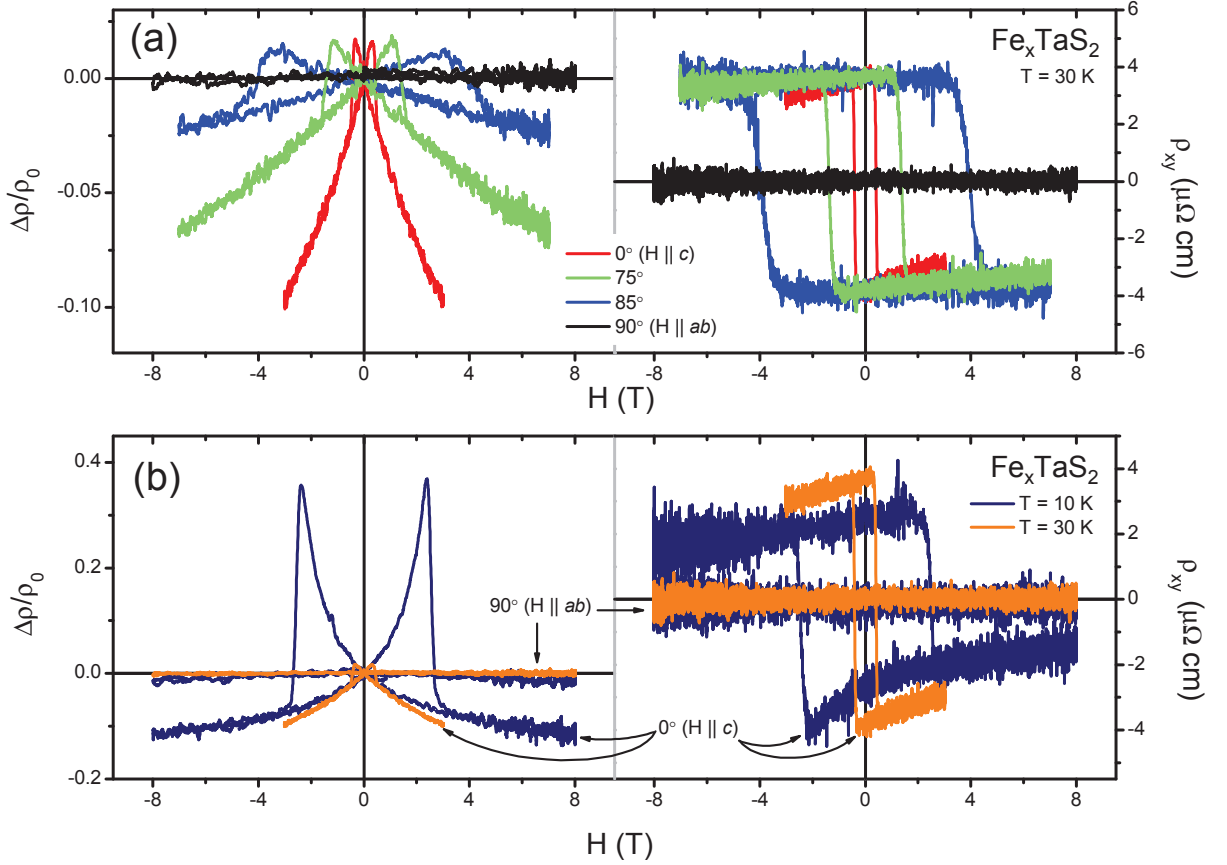 (a)
Δρ/ρ₀
0.00
-0.05
-0.10
-8 -4 0 4 8
H (T)
0° (H || c)
75°
85°
90° (H || ab)
FeₓTaS₂
T = 30 K
6
4
2
0
-2
-4
-6
ρxy (μΩ cm)
-8 -4 0 4 8
H (T)
(b)
Δρ/ρ₀
0.4
0.2
0.0
-0.2
-8 -4 0 4 8
H (T)
90° (H || ab)
0° (H || c)
FeₓTaS₂
T = 10 K
T = 30 K
4
2
0
-2
-4
ρxy (μΩ cm)
-8 -4 0 4 8